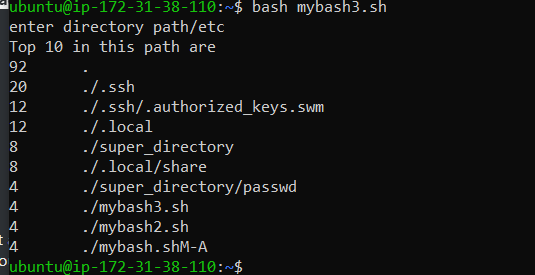 ubuntu@ip-172-31-38-110:~$ bash mybash3.sh
enter directory path/etc
Top 10 in this path are
92 .
20 ./.ssh
12 ./.ssh/.authorized_keys.swm
12 ./.local
8 ./super_directory
8 ./.local/share
4 ./super_directory/passwd
4 ./mybash3.sh
4 ./mybash2.sh
4 ./mybash.shM-A
ubuntu@ip-172-31-38-110:~$